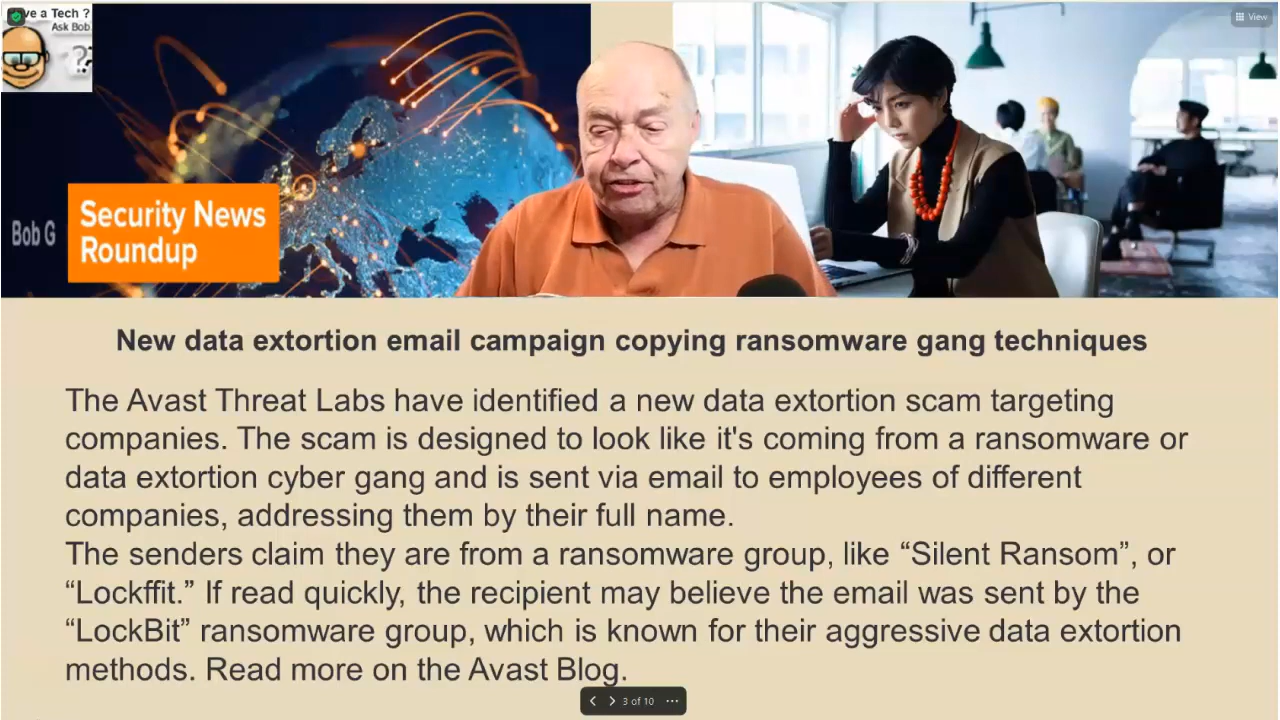 ve a Tech ?
Ask Bob
??
View
Bob G
Security News
Roundup
New data extortion email campaign copying ransomware gang techniques
The Avast Threat Labs have identified a new data extortion scam targeting
companies. The scam is designed to look like it's coming from a ransomware or
data extortion cyber gang and is sent via email to employees of different
companies, addressing them by their full name.
The senders claim they are from a ransomware group, like “Silent Ransom”, or
“Lockffit.” If read quickly, the recipient may believe the email was sent by the
“LockBit” ransomware group, which is known for their aggressive data extortion
methods. Read more on the Avast Blog.
3 of 10